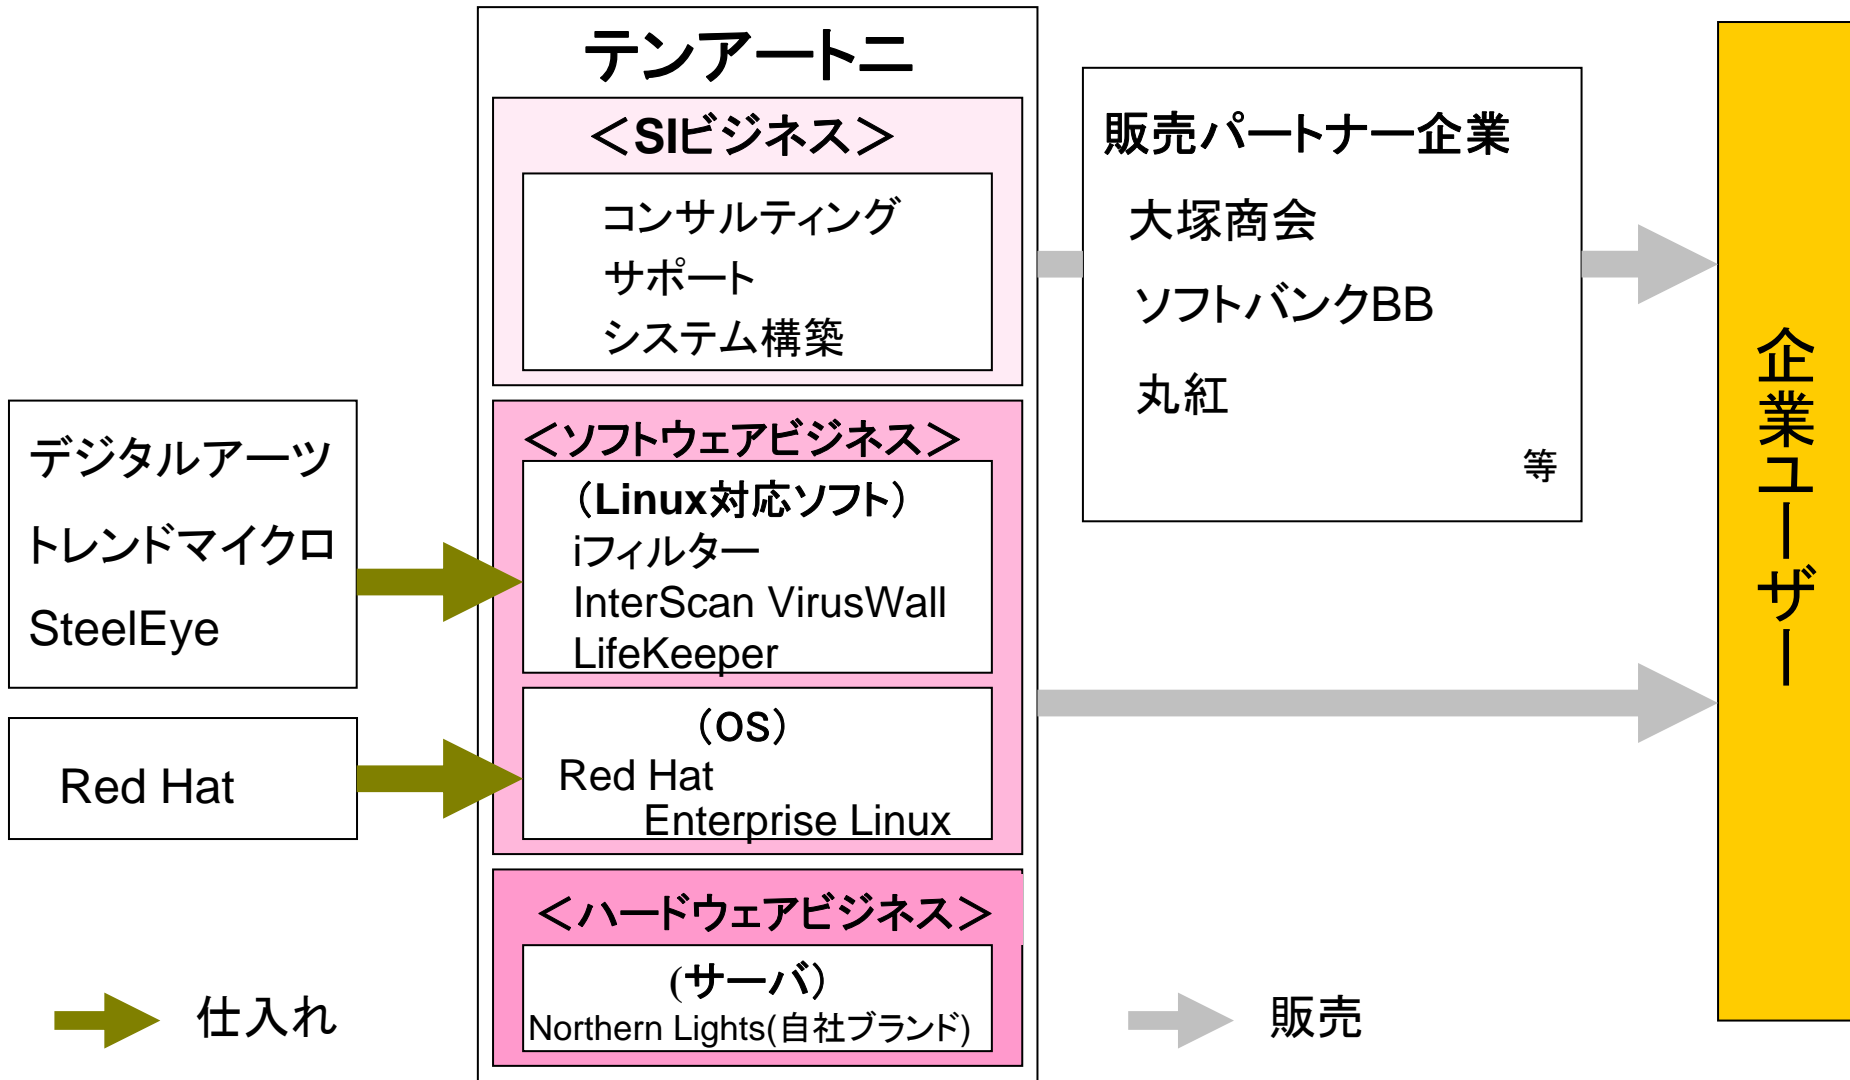 テンアートニ
＜SIビジネス＞
コンサルティング
サポート
システム構築
＜ソフトウェアビジネス＞
（Linux対応ソフト）
iフィルター
InterScan VirusWall
LifeKeeper
（OS）
Red Hat
Enterprise Linux
＜ハードウェアビジネス＞
(サーバ）
Northern Lights(自社ブランド)
デジタルアーツ
トレンドマイクロ
SteelEye
Red Hat
仕入れ
販売パートナー企業
大塚商会
ソフトバンクBB
丸紅
等
販売
企業ユーザー